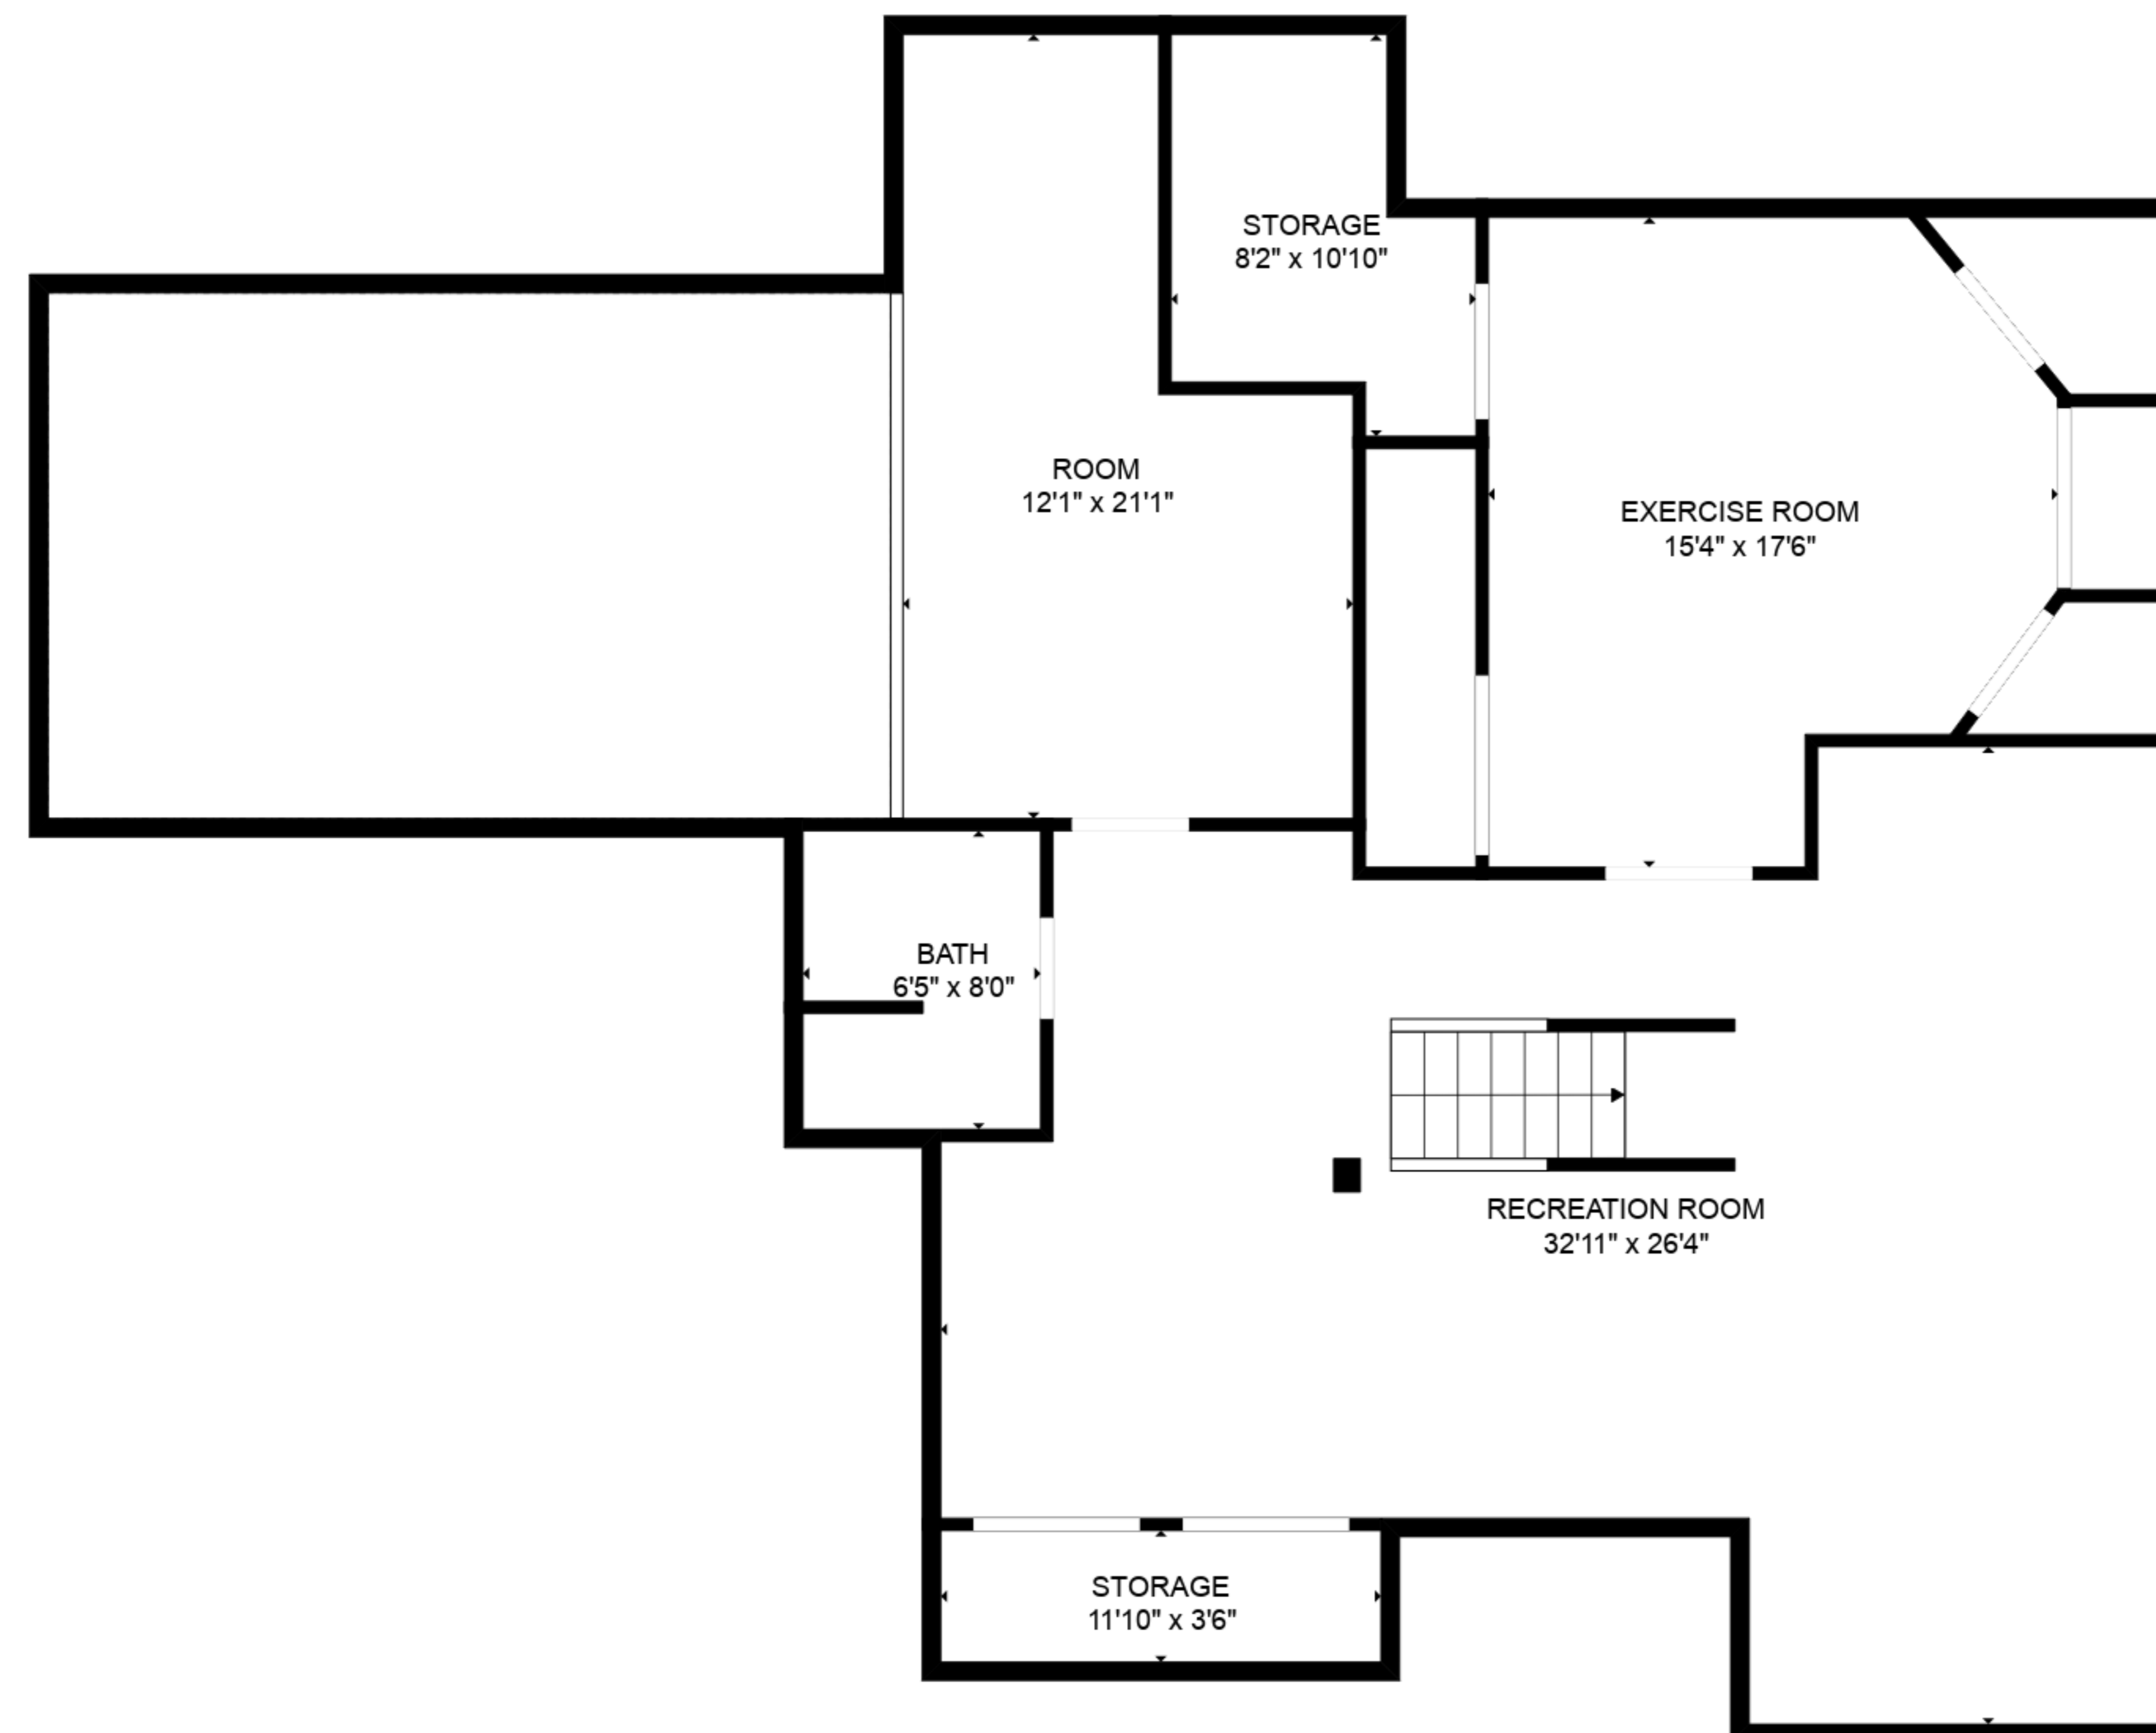 STORAGE
8'2" x 10'10"
ROOM
12'1" x 21'1"
EXERCISE ROOM
15'4" x 17'6"
BATH
6'5" x 8'0"
RECREATION ROOM
32'11" x 26'4"
STORAGE
11'10" x 3'6"